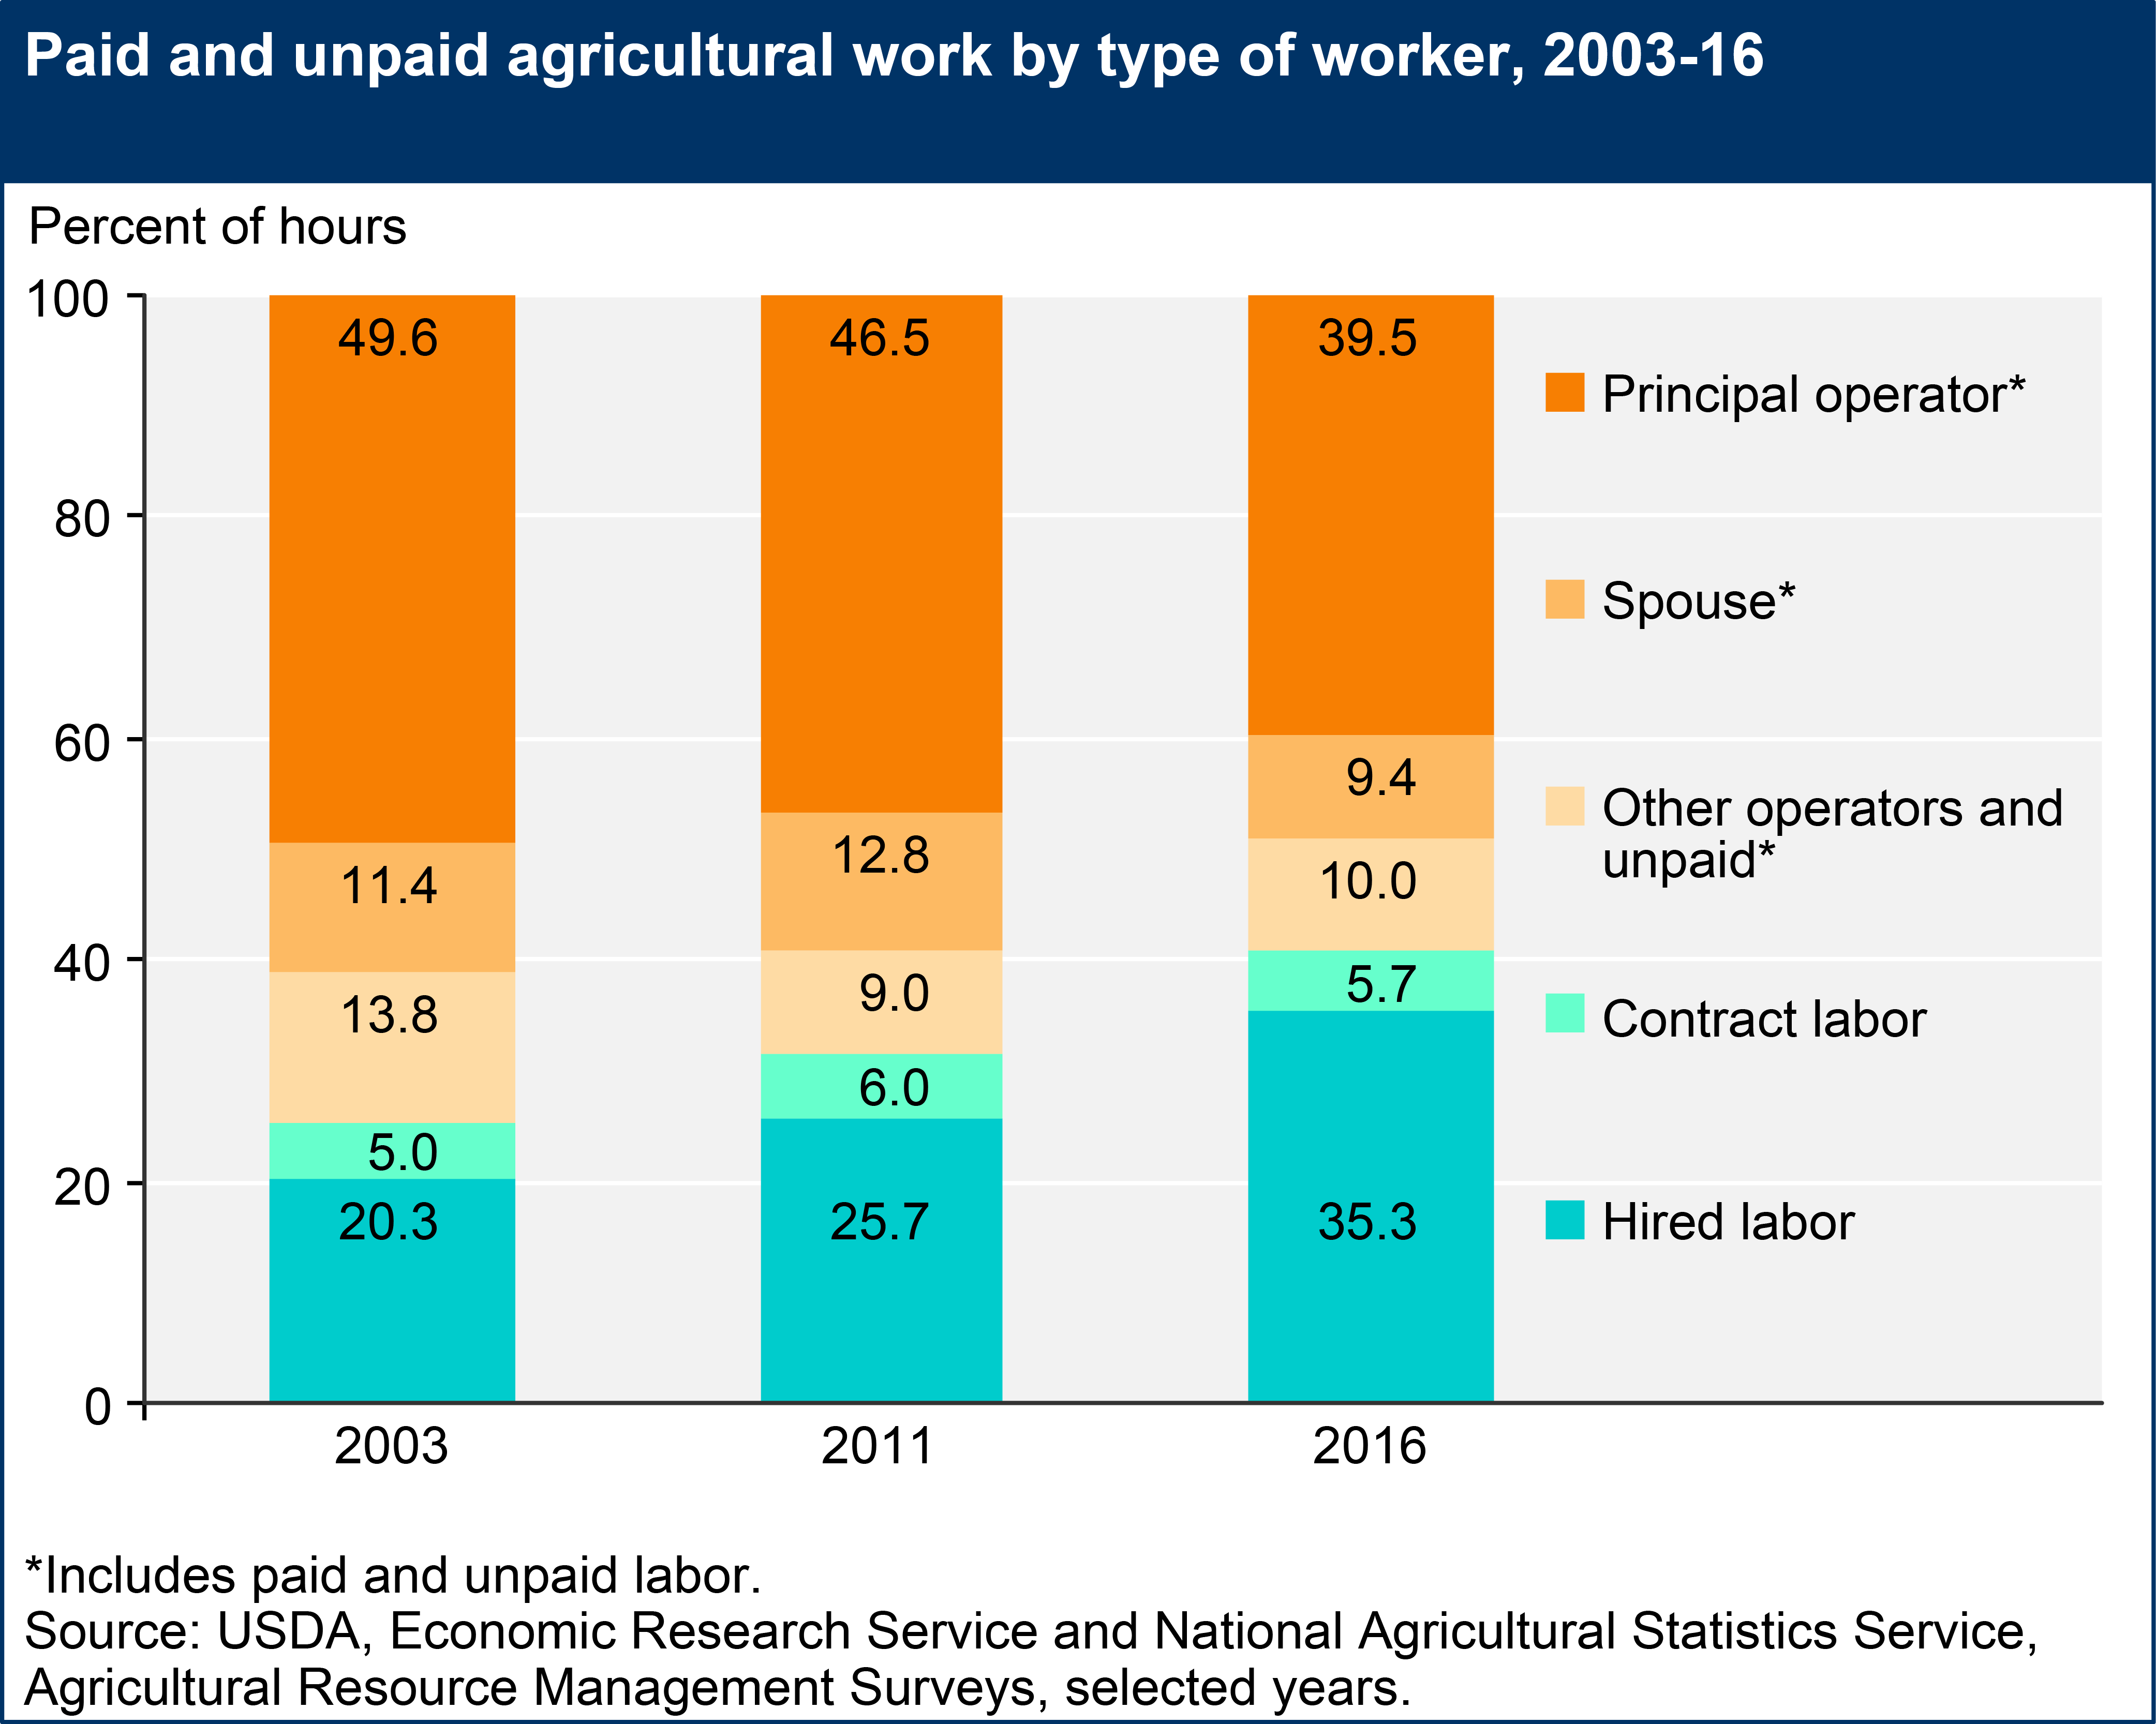 Paid and unpaid agricultural work by type of worker, 2003-16
Percent of hours
100
80
60
40
20
0
49.6
11.4
13.8
5.0
20.3
46.5
12.8
9.0
6.0
25.7
39.5
9.4
10.0
5.7
35.3
Principal operator*
Spouse*
Other operators and
unpaid*
Contract labor
Hired labor
2003
2011
2016
*Includes paid and unpaid labor.
Source: USDA, Economic Research Service and National Agricultural Statistics Service,
Agricultural Resource Management Surveys, selected years.